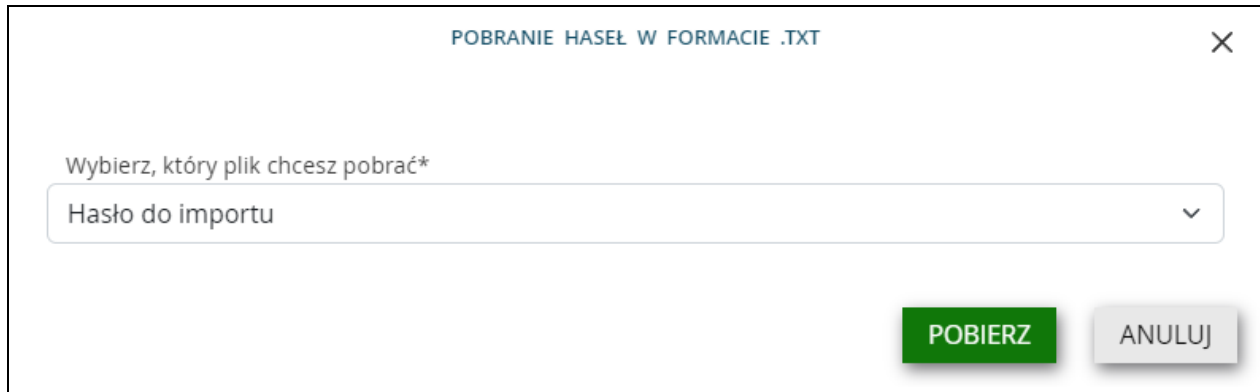 POBRANIE HASEŁ W FORMACIE .TXT
Wybierz, który plik chcesz pobrać*
Hasło do importu
POBIERZ ANULUJ